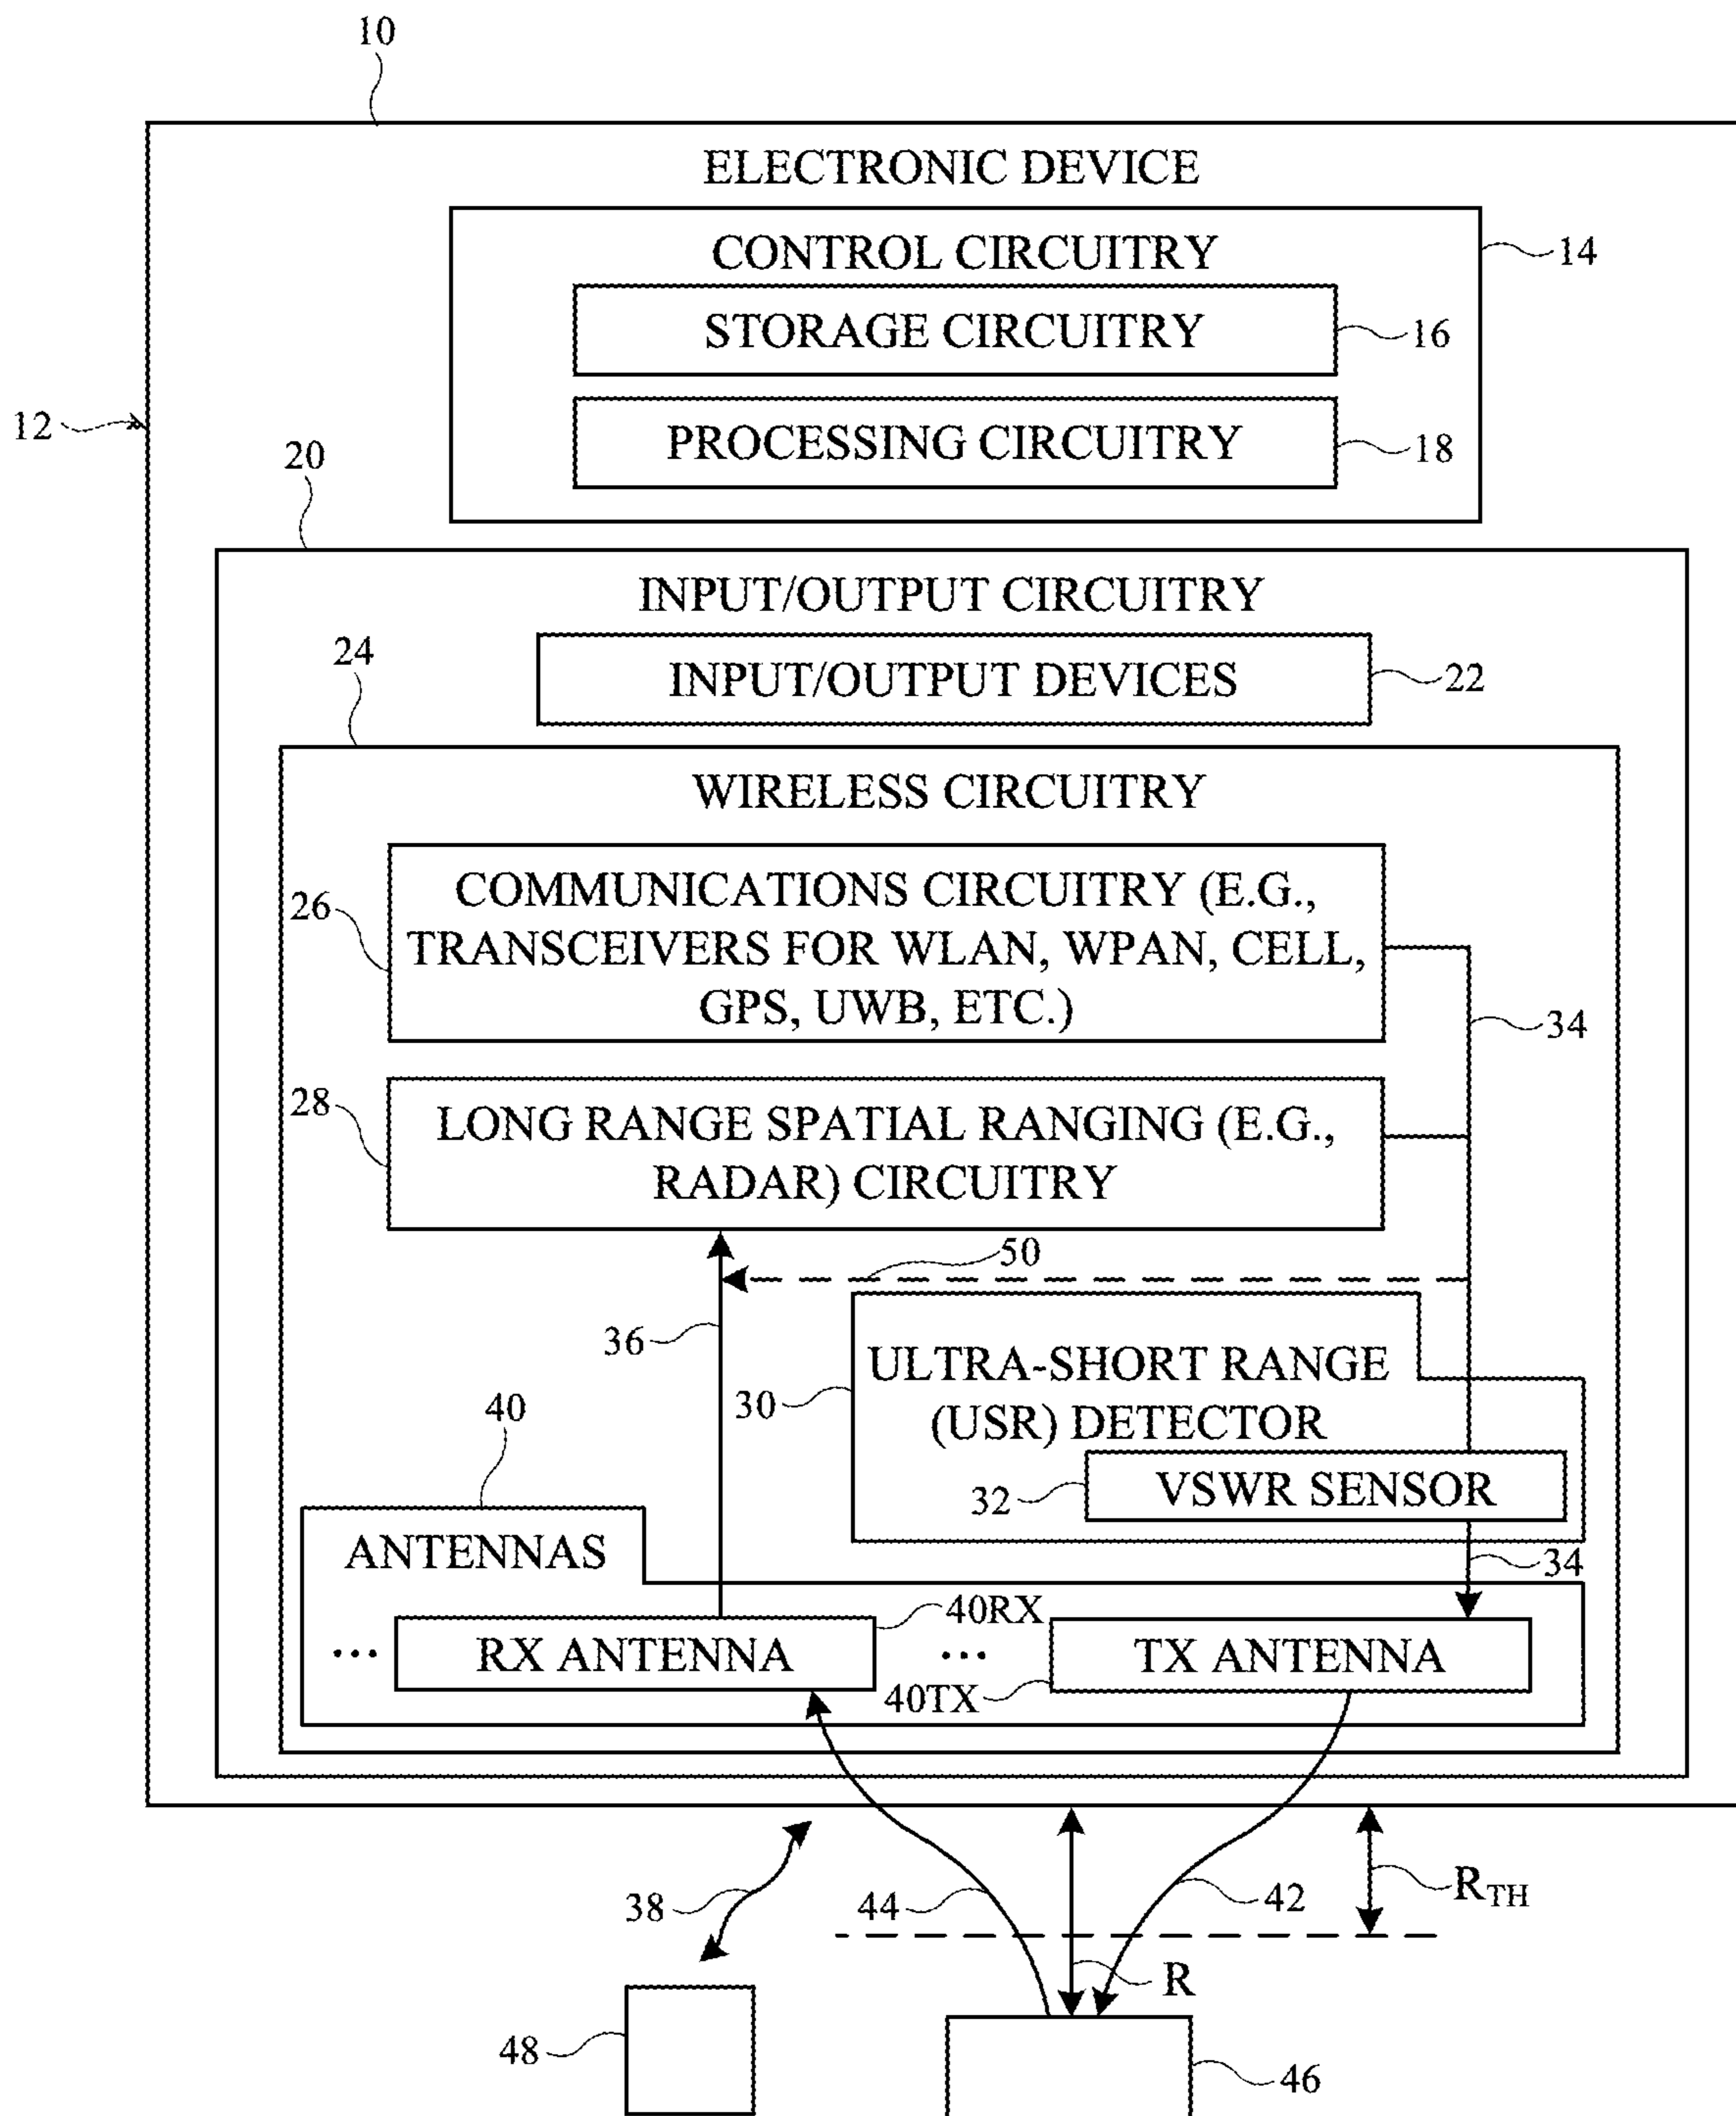 10
ELECTRONIC DEVICE
CONTROL CIRCUITRY
14
STORAGE CIRCUITRY
16
PROCESSING CIRCUITRY
18
12
20
INPUT/OUTPUT CIRCUITRY
24
INPUT/OUTPUT DEVICES
22
WIRELESS CIRCUITRY
26
COMMUNICATIONS CIRCUITRY (E.G.,
TRANSCEIVERS FOR WLAN, WPAN, CELL,
GPS, UWB, ETC.)
34
28
LONG RANGE SPATIAL RANGING (E.G.,
RADAR) CIRCUITRY
50
36
30
ULTRA-SHORT RANGE
(USR) DETECTOR
40
32
VSWR SENSOR
ANTENNAS
34
40RX
... RX ANTENNA ... TX ANTENNA
40TX
38
44
42
RTH
R
48
46